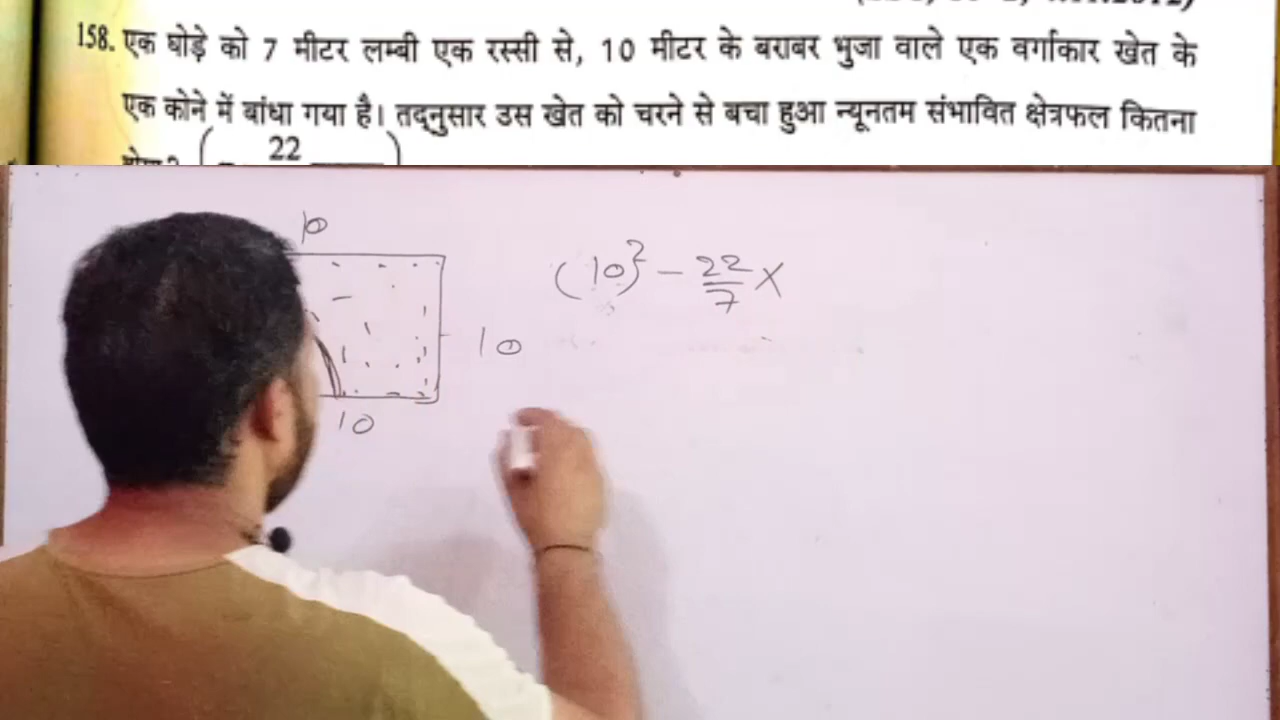 158. एक घोड़े को 7 मीटर लम्बी एक रस्सी से, 10 मीटर के बराबर भुजा वाले एक वर्गाकार खेत के
एक कोने में बांधा गया है। तद्नुसार उस खेत को चरने से बचा हुआ न्यूनतम संभावित क्षेत्रफल कितना
22
10
(10)² - 22/7 ×
10
10